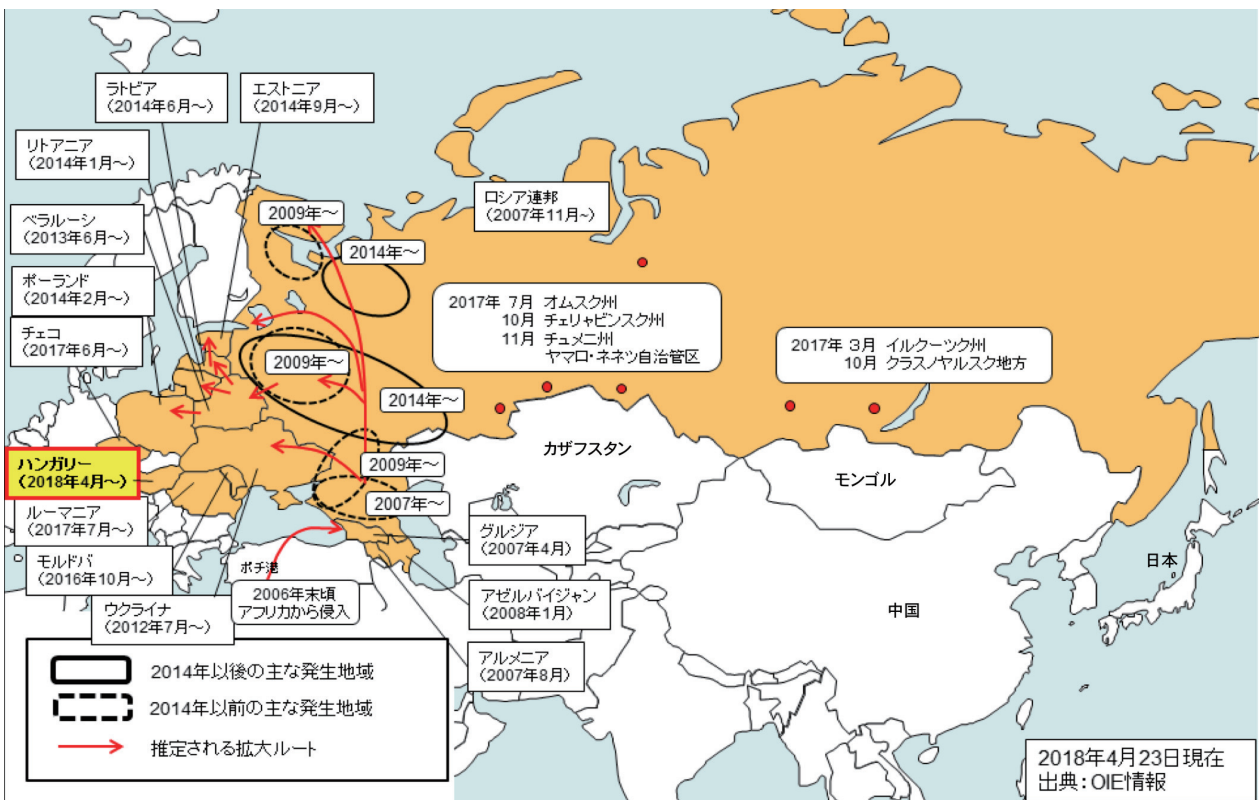 ラトビア
（2014年6月～）
エストニア
（2014年9月～）
リトアニア
（2014年1月～）
ベラルーシ
（2013年6月～）
ポーランド
（2014年2月～）
チェコ
（2017年6月～）
ハンガリー
（2018年4月～）
ルーマニア
（2017年7月～）
モルドバ
（2016年10月～）
ウクライナ
（2012年7月～）
2009年～
2014年～
2009年～
2014年～
2009年～
2007年～
ロシア連邦
（2007年11月~）
2017年 7月 オムスク州
10月 チェリャビンスク州
11月 チュメニ州
ヤマロ・ネネツ自治管区
2017年 3月 イルクーツク州
10月 クラスノヤルスク地方
カザフスタン
モンゴル
中国
日本
グルジア
（2007年4月）
アゼルバイジャン
（2008年1月）
アルメニア
（2007年8月）
ポチ港
2006年末頃
アフリカから侵入
2014年以後の主な発生地域
2014年以前の主な発生地域
推定される拡大ルート
2018年4月23日現在
出典：OIE情報